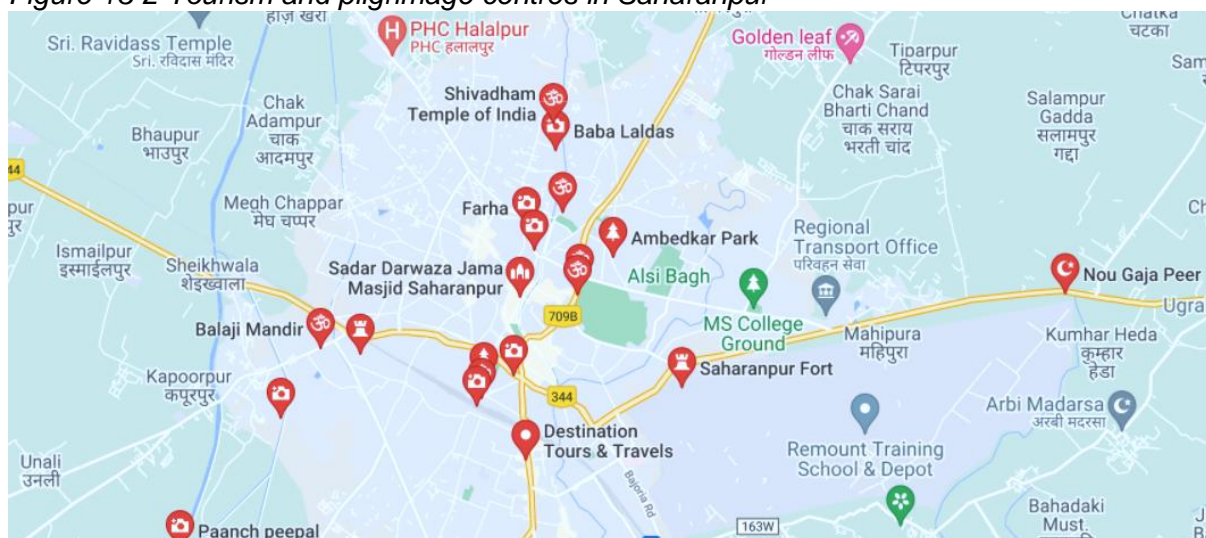 Figure 18 2 Tourism and pilgrimage centres in Saharanpur
PHC Halalpur
PHC हलालपुर
Sri. Ravidass Temple
Sri. रविदास मंदिर
Golden leaf
गोल्डन लीफ
Tiparpur
टिपरपुर
Chatka
चटका
Chak
Adampur
चाक
आदमपुर
Shivadham
Temple of India
Baba Laldas
Chak Sarai
Bharti Chand
चाक सराय
भरती चांद
Salampur
Gadda
सलामपुर
गद्दा
Bhaupur
भाउपुर
44
Megh Chappar
मेघ चप्पर
Farha
Ambedkar Park
Regional
Transport Office
परिवहन सेवा
Ismailpur
इस्माईलपुर
Sheikhwala
शेइख्वाला
Sadar Darwaza Jama
Masjid Saharanpur
Alsi Bagh
Nou Gaja Peer
709B
MS College
Ground
Mahipura
महिपुरा
Kumhar Heda
कुम्हार
हेडा
Balaji Mandir
Saharanpur Fort
Kapoorpur
कपूरपुर
344
Arbi Madarsa
अरबी मदरसा
Destination
Tours & Travels
Remount Training
School & Depot
Unali
उनली
Bajoria Rd
Paanch peepal
163W
Bahadaki
Must.